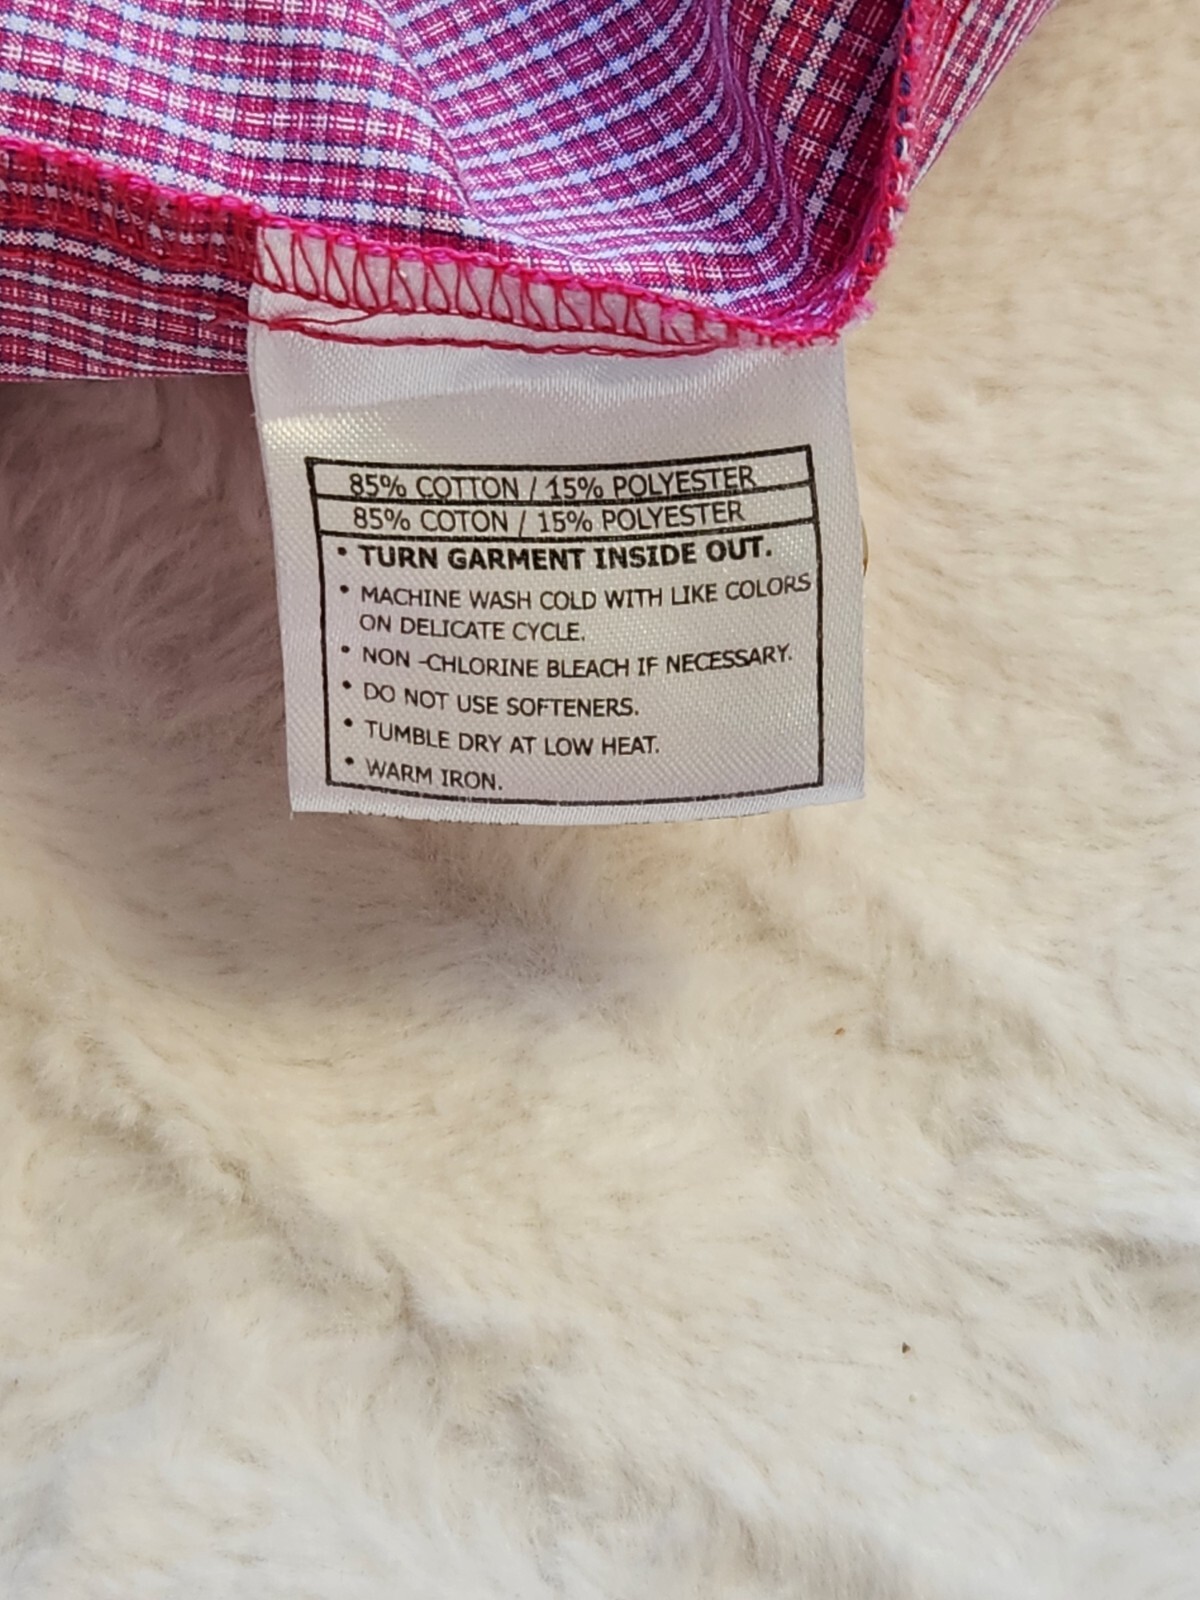 85% COTTON / 15% POLYESTER
85% COTON / 15% POLYESTER
• TURN GARMENT INSIDE OUT.
• MACHINE WASH COLD WITH LIKE COLORS
ON DELICATE CYCLE.
• NON -CHLORINE BLEACH IF NECESSARY.
• DO NOT USE SOFTENERS.
• TUMBLE DRY AT LOW HEAT.
• WARM IRON.